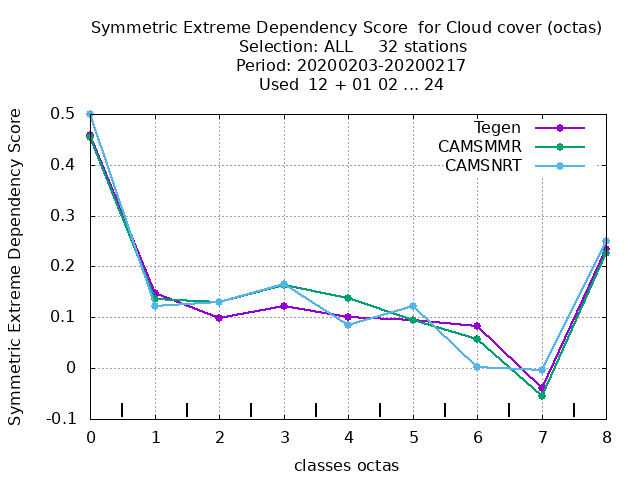 Symmetric Extreme Dependency Score  for Cloud cover (octas)
Selection: ALL     32 stations
Period: 20200203-20200217
Used  12 + 01 02 ... 24
Symmetric Extreme Dependency Score
0.5
0.4
0.3
0.2
0.1
0
-0.1
Tegen
CAMSMMR
CAMSNRT
0 1 2 3 4 5 6 7 8
classes octas